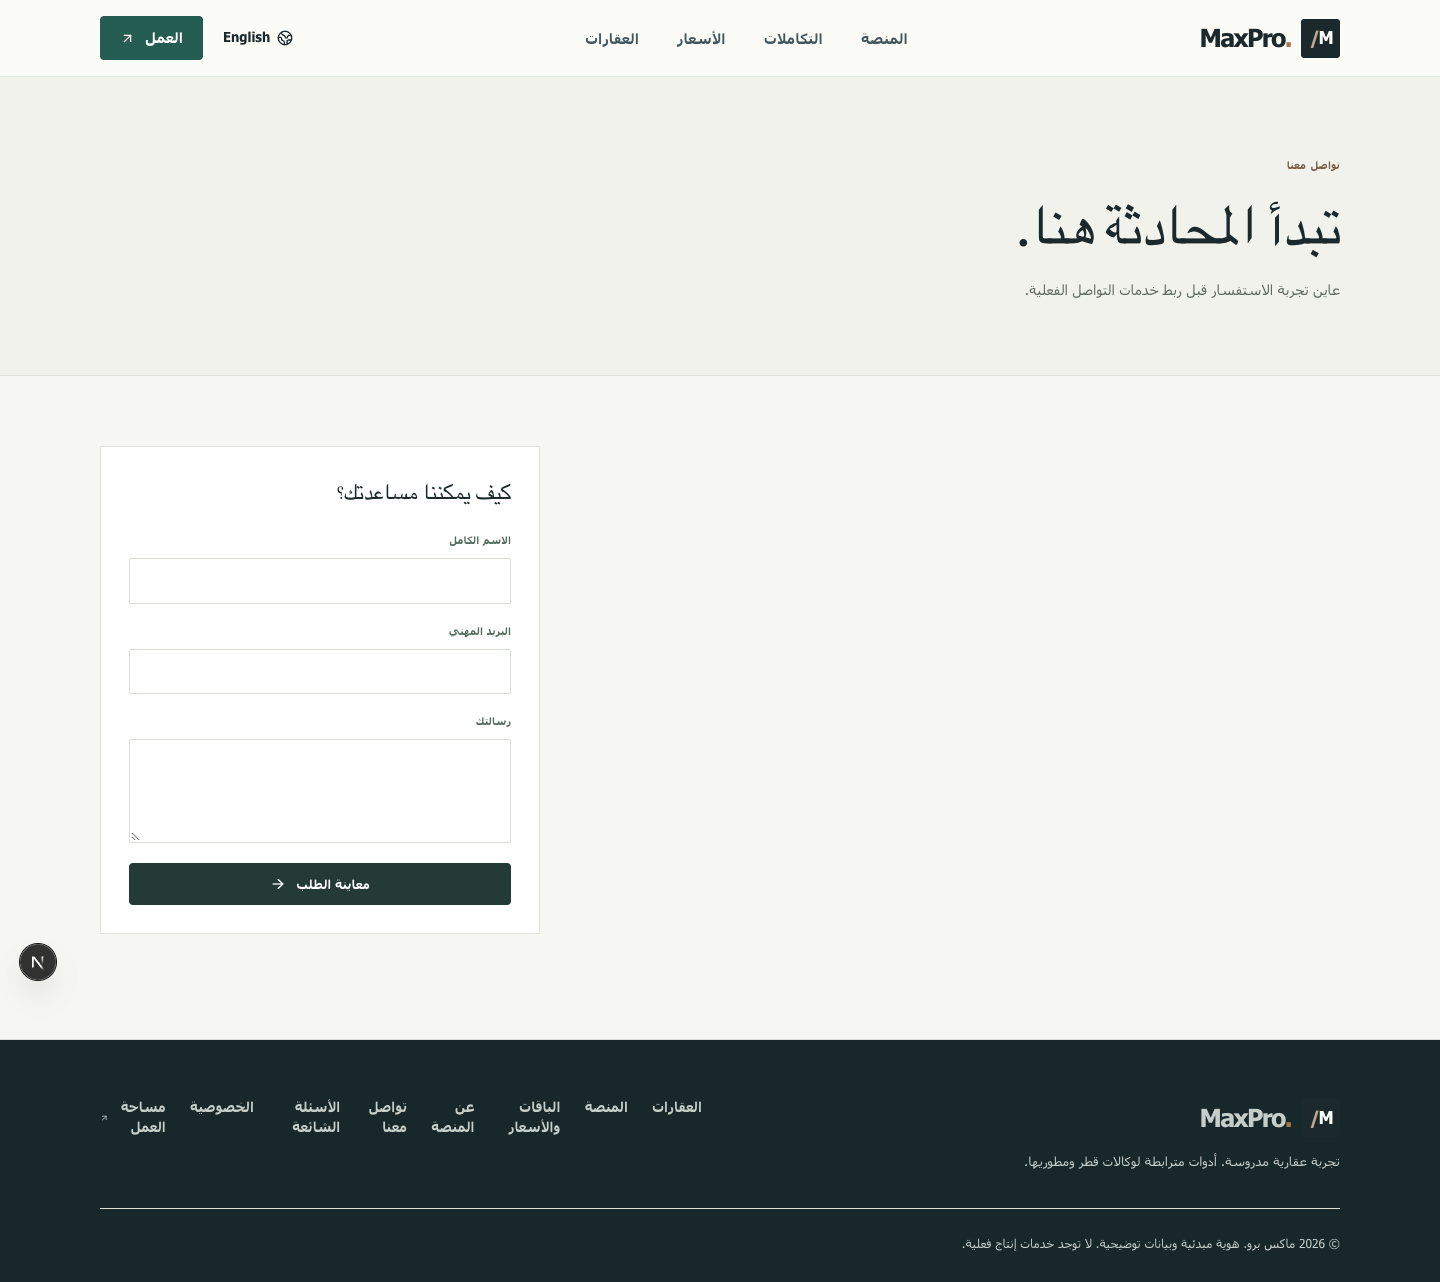 M/ MaxPro.
المنصة
التكاملات
الأسعار
العقارات
English
العمل
تواصل معنا
تبدأ المحادثة هنا.
عاين تجربة الاستفسار قبل ربط خدمات التواصل الفعلية.
كيف يمكننا مساعدتك؟
الاسم الكامل
البريد المهني
رسالتك
معاينة الطلب
N
M/ MaxPro.
تجربة عقارية مدروسة. أدوات مترابطة لوكالات قطر ومطوريها.
العقارات
المنصة
الباقات
والأسعار
عن
المنصة
تواصل
معنا
الأسئلة
الشائعة
الخصوصية
مساحة
العمل
© 2026 ماكس برو. هوية مبدئية وبيانات توضيحية. لا توجد خدمات إنتاج فعلية.